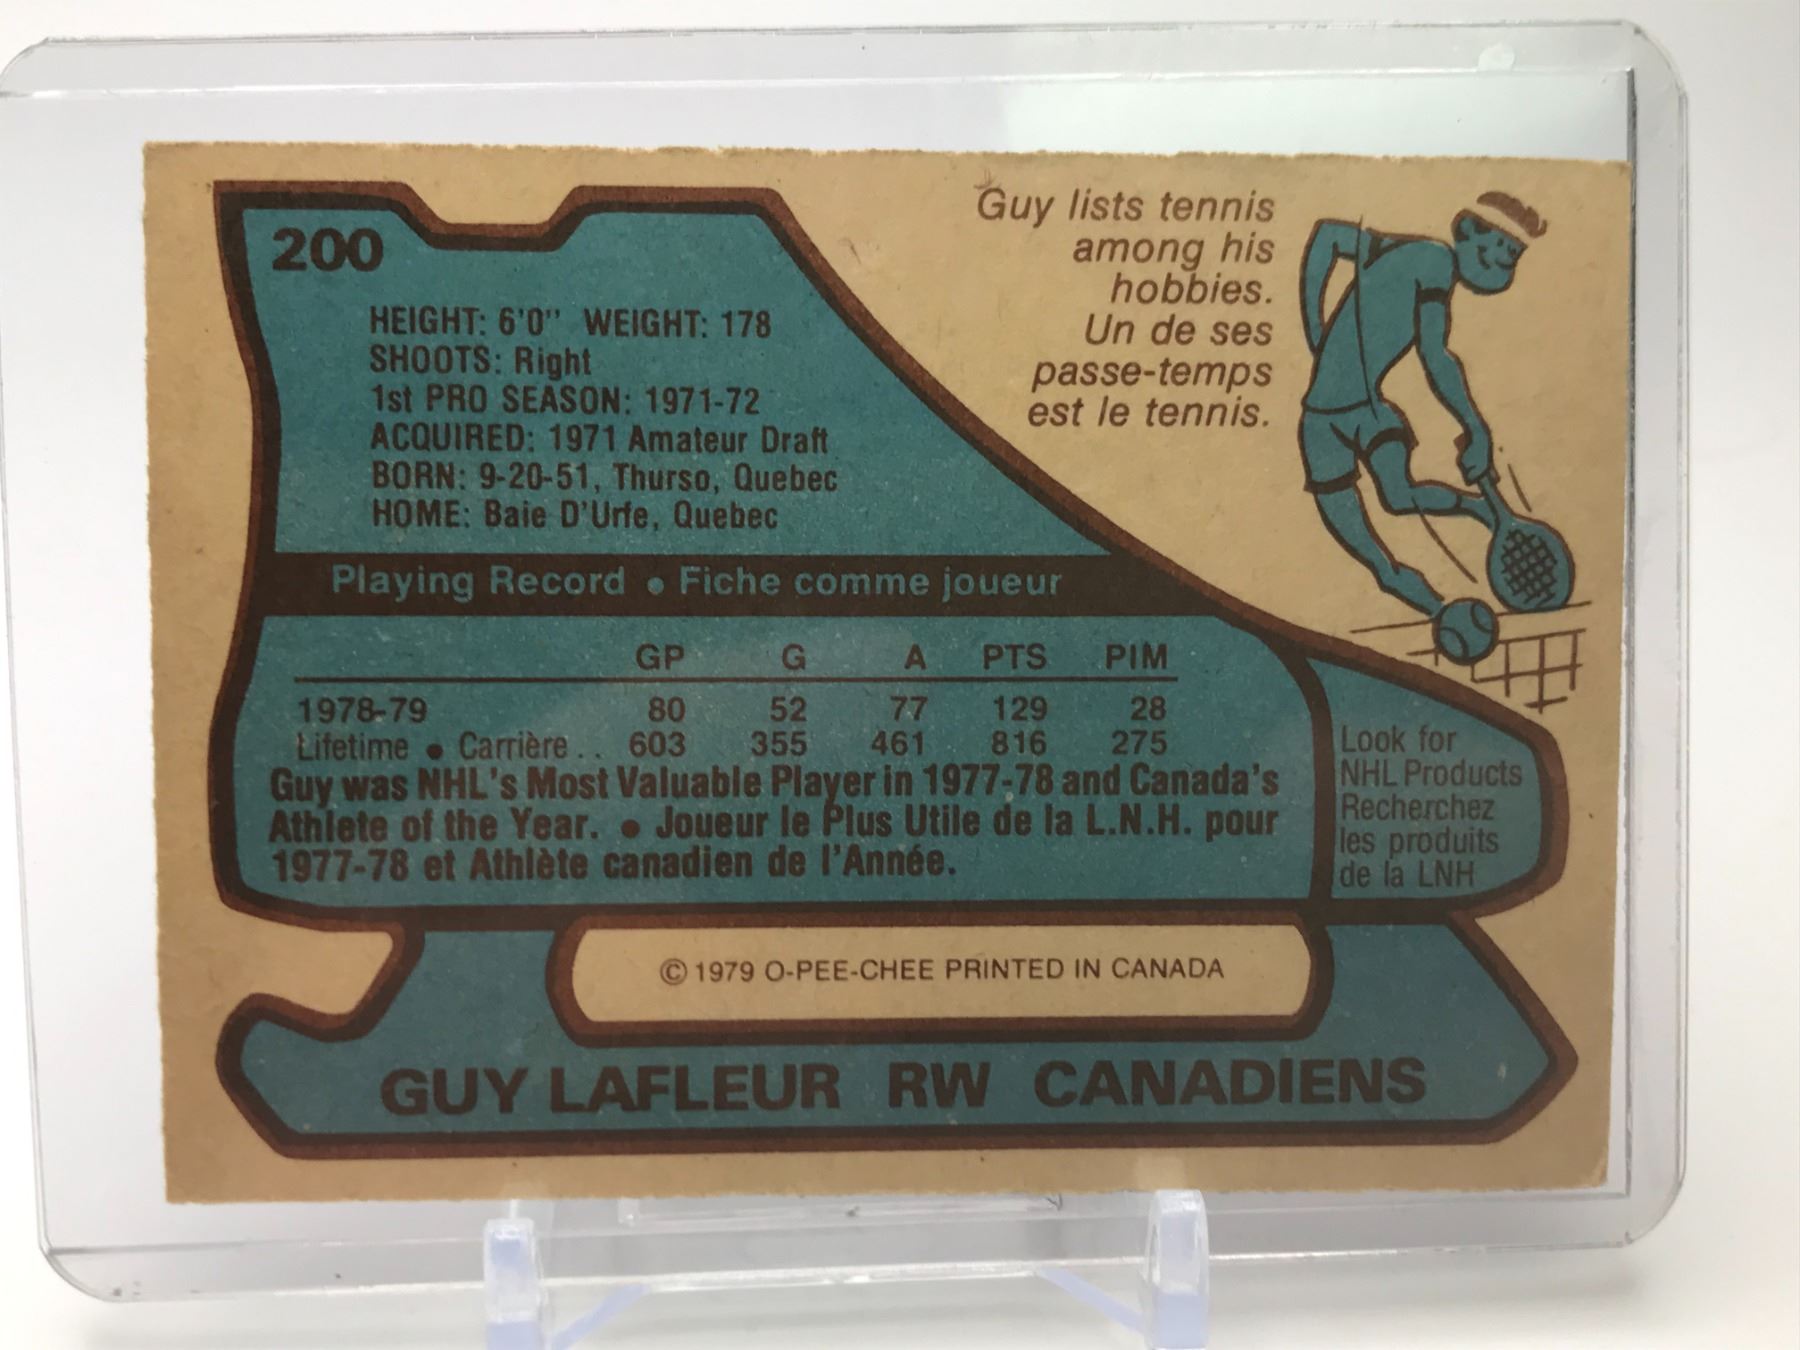 200
HEIGHT: 6'0" WEIGHT: 178
SHOOTS: Right
1st PRO SEASON: 1971-72
ACQUIRED: 1971 Amateur Draft
BORN: 9-20-51, Thurso, Quebec
HOME: Baie D'Urfe, Quebec
Guy lists tennis
among his
hobbies.
Un de ses
passe-temps
est le tennis.
Playing Record • Fiche comme joueur
GP G A PTS PIM
1978-79 80 52 77 129 28
Lifetime • Carrière . . 603 355 461 816 275
Guy was NHL's Most Valuable Player in 1977-78 and Canada's
Athlete of the Year. • Joueur le Plus Utile de la L.N.H. pour
1977-78 et Athlète canadien de l'Année.
Look for
NHL Products
Recherchez
les produits
de la LNH
© 1979 O-PEE-CHEE PRINTED IN CANADA
GUY LAFLEUR RW CANADIENS